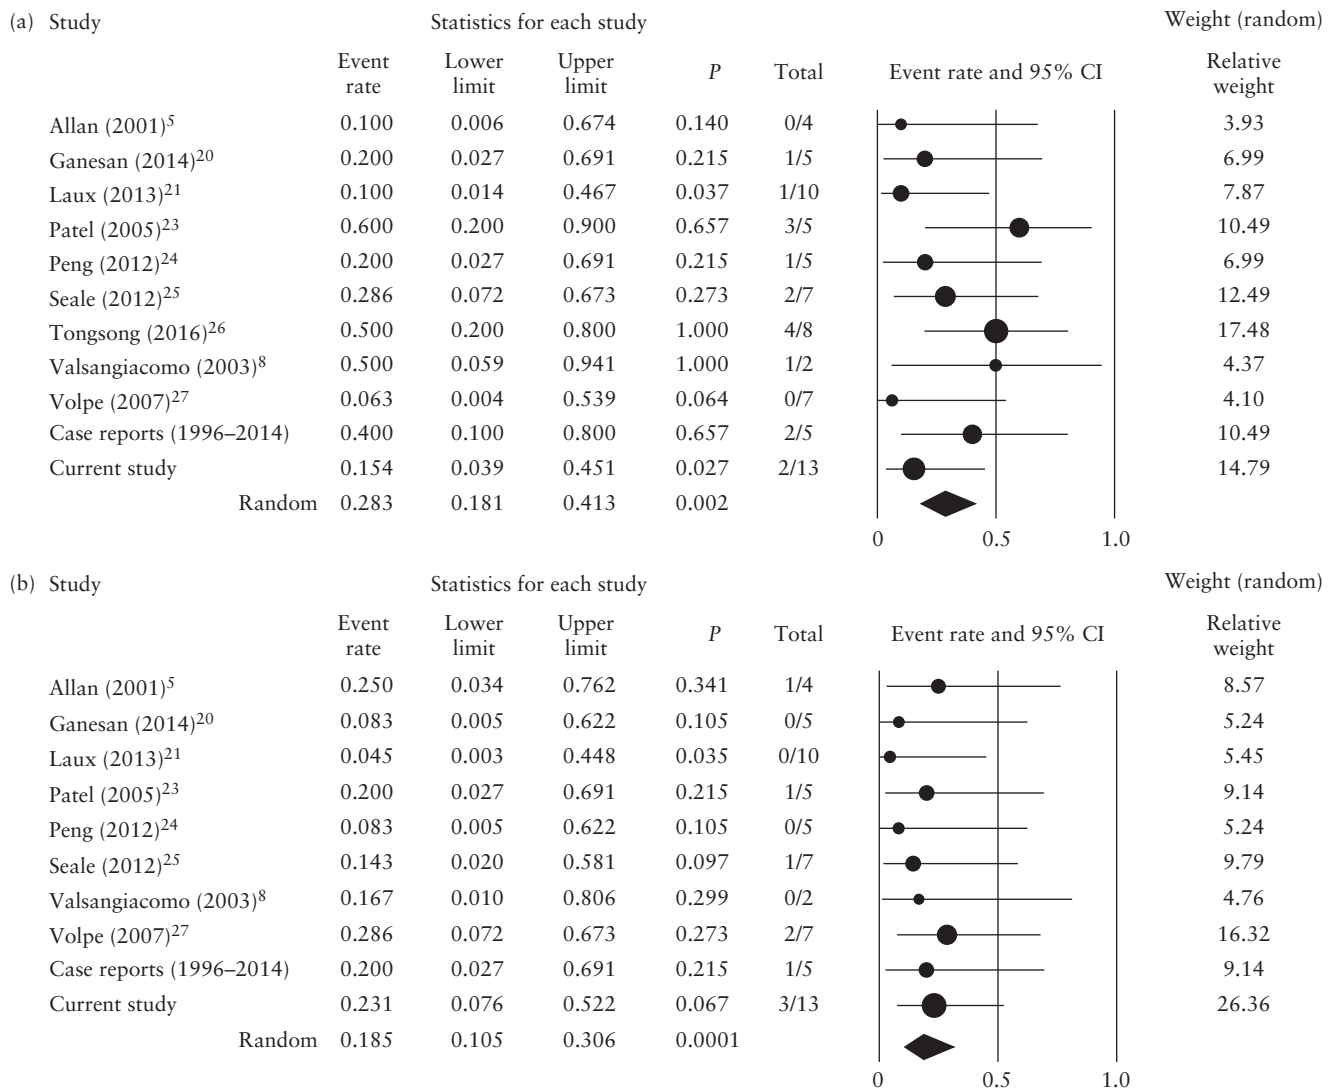 (a) Study Statistics for each study Weight (random)
Event rate Lower limit Upper limit P Total Event rate and 95% CI Relative weight
Allan (2001)5 0.100 0.006 0.674 0.140 0/4 3.93
Ganesan (2014)20 0.200 0.027 0.691 0.215 1/5 6.99
Laux (2013)21 0.100 0.014 0.467 0.037 1/10 7.87
Patel (2005)23 0.600 0.200 0.900 0.657 3/5 10.49
Peng (2012)24 0.200 0.027 0.691 0.215 1/5 6.99
Seale (2012)25 0.286 0.072 0.673 0.273 2/7 12.49
Tongsong (2016)26 0.500 0.200 0.800 1.000 4/8 17.48
Valsangiacomo (2003)8 0.500 0.059 0.941 1.000 1/2 4.37
Volpe (2007)27 0.063 0.004 0.539 0.064 0/7 4.10
Case reports (1996–2014) 0.400 0.100 0.800 0.657 2/5 10.49
Current study 0.154 0.039 0.451 0.027 2/13 14.79
Random 0.283 0.181 0.413 0.002
0 0.5 1.0
(b) Study Statistics for each study Weight (random)
Event rate Lower limit Upper limit P Total Event rate and 95% CI Relative weight
Allan (2001)5 0.250 0.034 0.762 0.341 1/4 8.57
Ganesan (2014)20 0.083 0.005 0.622 0.105 0/5 5.24
Laux (2013)21 0.045 0.003 0.448 0.035 0/10 5.45
Patel (2005)23 0.200 0.027 0.691 0.215 1/5 9.14
Peng (2012)24 0.083 0.005 0.622 0.105 0/5 5.24
Seale (2012)25 0.143 0.020 0.581 0.097 1/7 9.79
Valsangiacomo (2003)8 0.167 0.010 0.806 0.299 0/2 4.76
Volpe (2007)27 0.286 0.072 0.673 0.273 2/7 16.32
Case reports (1996–2014) 0.200 0.027 0.691 0.215 1/5 9.14
Current study 0.231 0.076 0.522 0.067 3/13 26.36
Random 0.185 0.105 0.306 0.0001
0 0.5 1.0